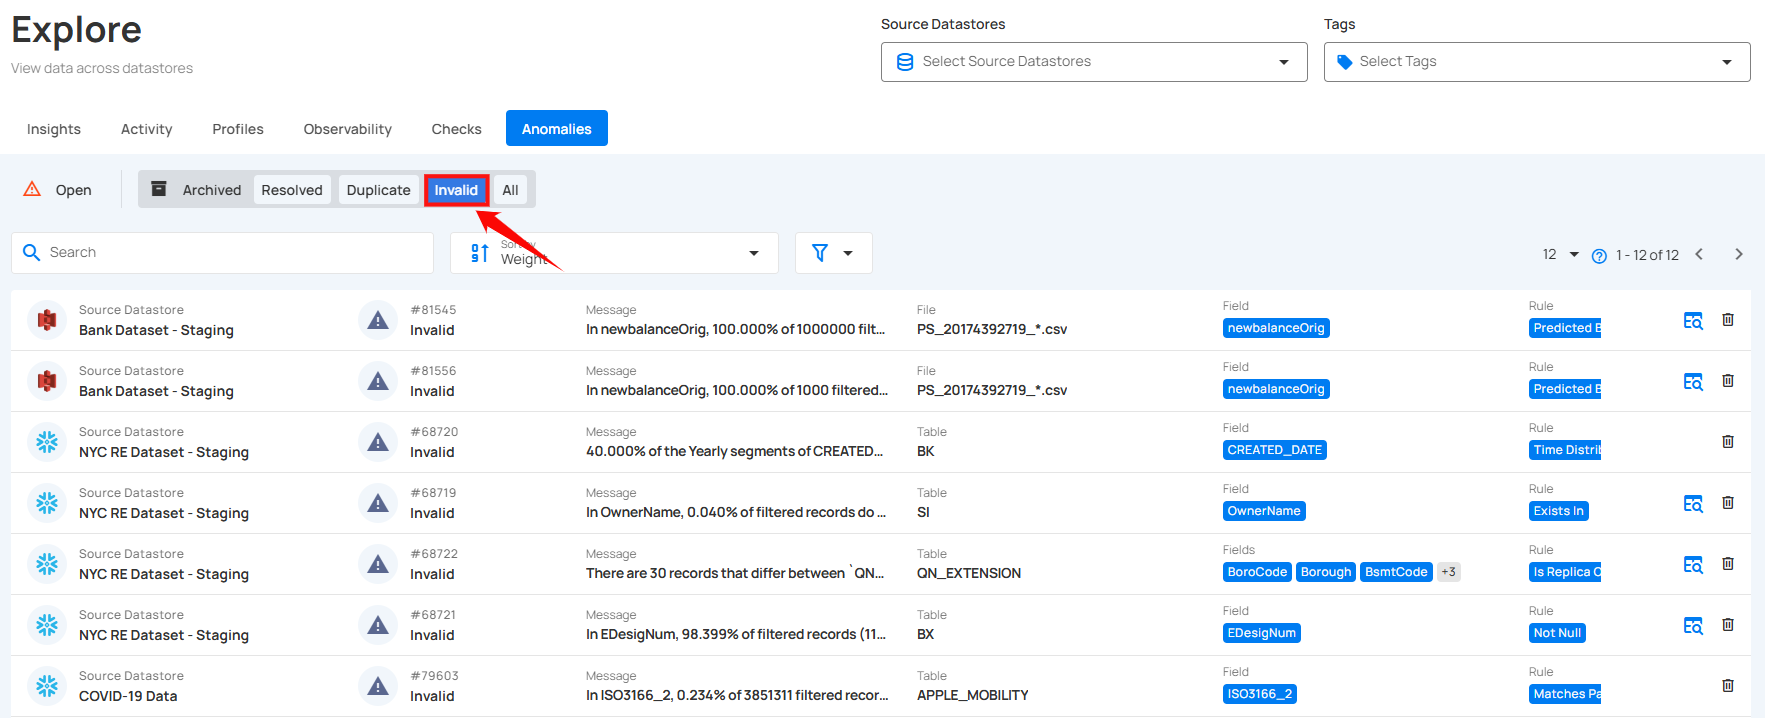 Explore
View data across datastores
Source Datastores
Select Source Datastores
Tags
Select Tags
Insights Activity Profiles Observability Checks Anomalies
Open Archived Resolved Duplicate Invalid All
Search
Sort by
Weight
12 1 - 12 of 12
Source Datastore #81545 Message File Field Rule
Bank Dataset - Staging Invalid In newbalanceOrig, 100.000% of 1000000 filt... PS_20174392719_*.csv newbalanceOrig Predicted B
Source Datastore #81556 Message File Field Rule
Bank Dataset - Staging Invalid In newbalanceOrig, 100.000% of 1000 filtered... PS_20174392719_*.csv newbalanceOrig Predicted B
Source Datastore #68720 Message Table Field Rule
NYC RE Dataset - Staging Invalid 40.000% of the Yearly segments of CREATED... BK CREATED_DATE Time Distrib
Source Datastore #68719 Message Table Field Rule
NYC RE Dataset - Staging Invalid In OwnerName, 0.040% of filtered records do ... SI OwnerName Exists In
Source Datastore #68722 Message Table Fields Rule
NYC RE Dataset - Staging Invalid There are 30 records that differ between `QN... QN_EXTENSION BoroCode Borough BsmtCode +3 Is Replica O
Source Datastore #68721 Message Table Field Rule
NYC RE Dataset - Staging Invalid In EDesigNum, 98.399% of filtered records (11... BX EDesigNum Not Null
Source Datastore #79603 Message Table Field Rule
COVID-19 Data Invalid In ISO3166_2, 0.234% of 3851311 filtered recor... APPLE_MOBILITY ISO3166_2 Matches Pa